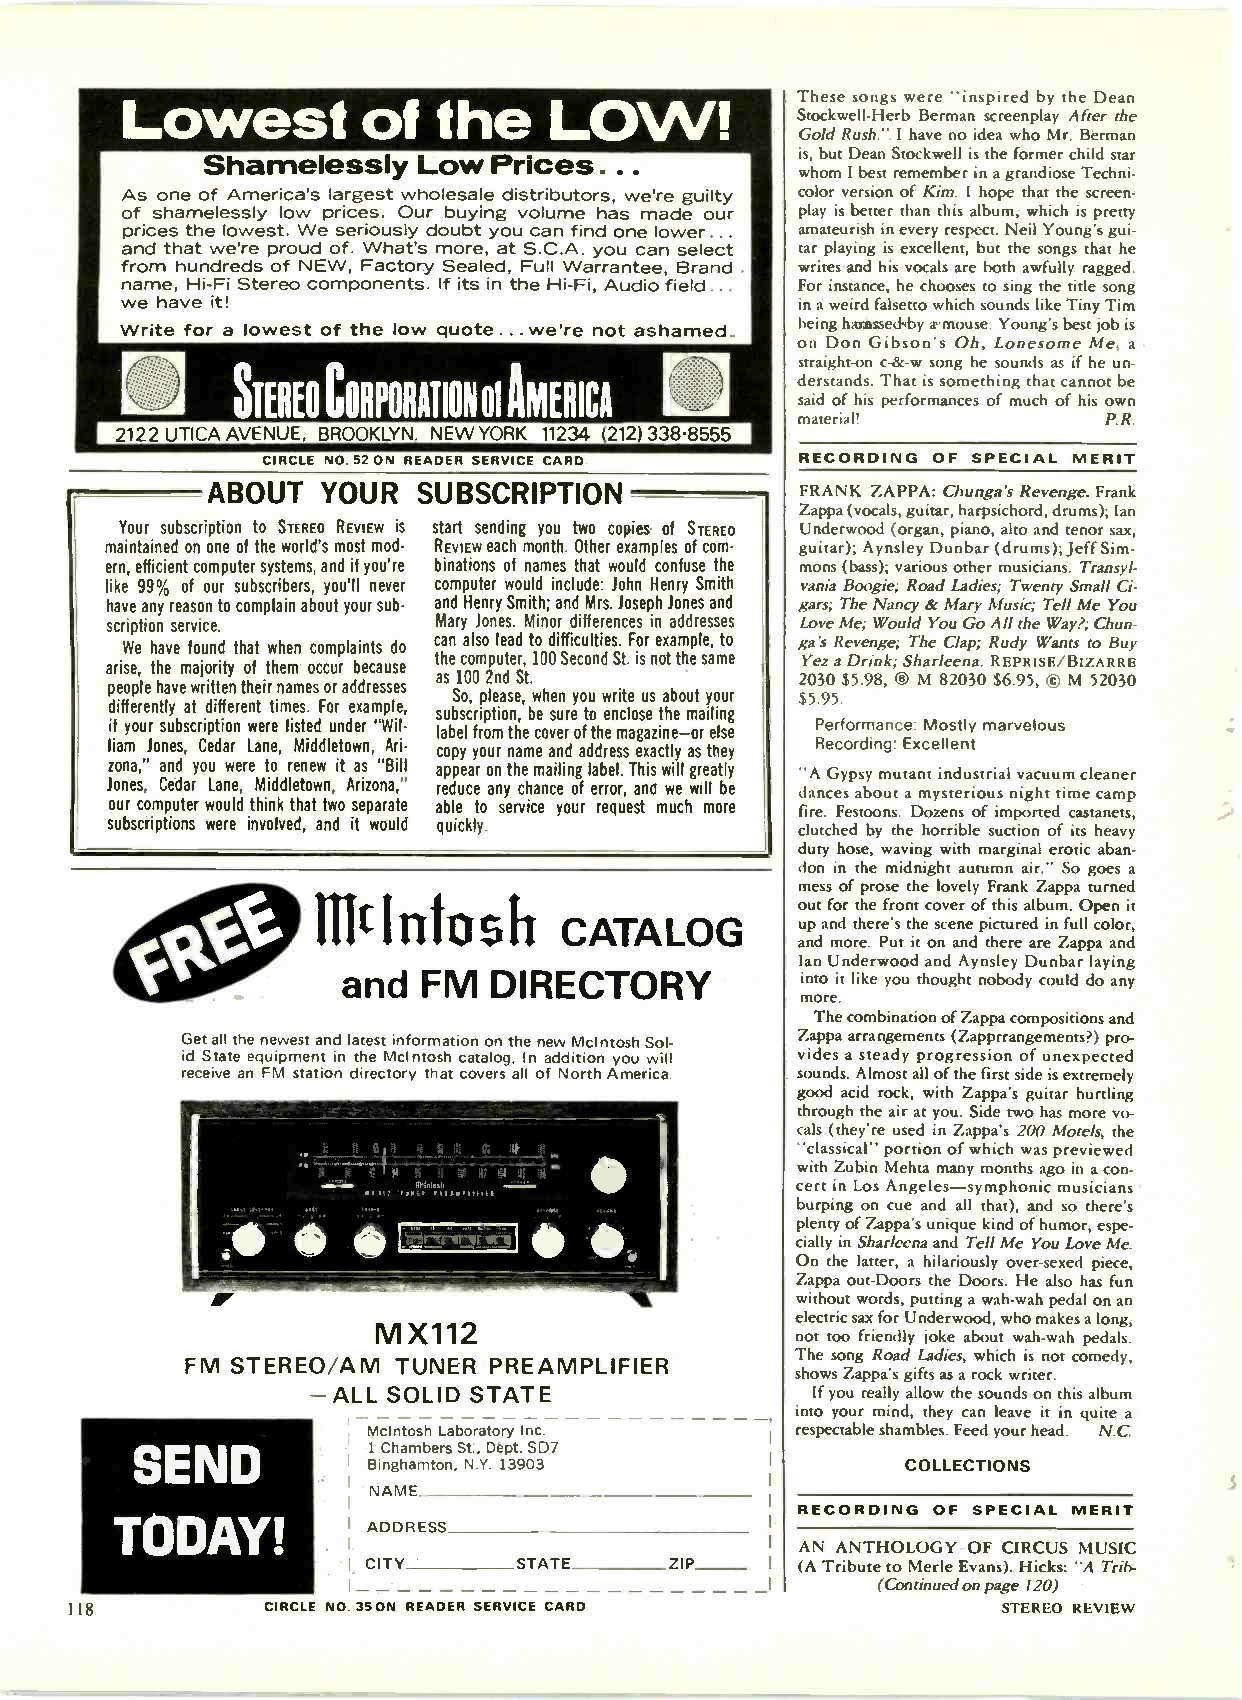 Lowest of the LOW!
Shamelessly Low Prices...
As one of America's largest wholesale distributors, we're guilty
of shamelessly low prices. Our buying volume has made our
prices the lowest. We seriously doubt you can find one lower...
and that we're proud of. What's more, at S.C.A. you can select
from hundreds of NEW, Factory Sealed, Full Warrantee, Brand
name, Hi-Fi Stereo components. If its in the Hi-Fi, Audio field...
we have it!
Write for a lowest of the low quote...we're not ashamed.
STEREO CORPORATION of AMERICA
2122 UTICA AVENUE, BROOKLYN, NEW YORK 11234 (212) 338-8555
CIRCLE NO. 52 ON READER SERVICE CARD
ABOUT YOUR SUBSCRIPTION
Your subscription to STEREO REVIEW is
maintained on one of the world's most mod-
ern, efficient computer systems, and if you're
like 99% of our subscribers, you'll never
have any reason to complain about your sub-
scription service.
We have found that when complaints do
arise, the majority of them occur because
people have written their names or addresses
differently at different times. For example,
if your subscription were listed under "Wil-
liam Jones, Cedar Lane, Middletown, Ari-
zona," and you were to renew it as "Bill
Jones, Cedar Lane, Middletown, Arizona,"
our computer would think that two separate
subscriptions were involved, and it would
start sending you two copies of STEREO
REVIEW each month. Other examples of com-
binations of names that would confuse the
computer would include: John Henry Smith
and Henry Smith; and Mrs. Joseph Jones and
Mary Jones. Minor differences in addresses
can also lead to difficulties. For example, to
the computer, 100 Second St. is not the same
as 100 2nd St.
So, please, when you write us about your
subscription, be sure to enclose the mailing
label from the cover of the magazine—or else
copy your name and address exactly as they
appear on the mailing label. This will greatly
reduce any chance of error, and we will be
able to service your request much more
quickly.
FREE
McIntosh CATALOG
and FM DIRECTORY
Get all the newest and latest information on the new McIntosh Sol-
id State equipment in the McIntosh catalog. In addition you will
receive an FM station directory that covers all of North America.
McIntosh
MX112
FM STEREO/AM TUNER PREAMPLIFIER
— ALL SOLID STATE
SEND
TODAY!
McIntosh Laboratory Inc.
1 Chambers St., Dept. SD7
Binghamton, N.Y. 13903
NAME
ADDRESS
CITY STATE ZIP
CIRCLE NO. 35 ON READER SERVICE CARD
118
These songs were "inspired by the Dean
Stockwell-Herb Berman screenplay After the
Gold Rush." I have no idea who Mr. Berman
is, but Dean Stockwell is the former child star
whom I best remember in a grandiose Techni-
color version of Kim. I hope that the screen-
play is better than this album, which is pretty
amateurish in every respect. Neil Young's gui-
tar playing is excellent, but the songs that he
writes and his vocals are both awfully ragged.
For instance, he chooses to sing the title song
in a weird falsetto which sounds like Tiny Tim
being harassed by a mouse. Young's best job is
on Don Gibson's Oh, Lonesome Me, a
straight-on c-&-w song he sounds as if he un-
derstands. That is something that cannot be
said of his performances of much of his own
material! P.R.
RECORDING OF SPECIAL MERIT
FRANK ZAPPA: Chunga's Revenge. Frank
Zappa (vocals, guitar, harpsichord, drums); Ian
Underwood (organ, piano, alto and tenor sax,
guitar); Aynsley Dunbar (drums); Jeff Sim-
mons (bass); various other musicians. Transyl-
vania Boogie; Road Ladies; Twenty Small Ci-
gars; The Nancy & Mary Music; Tell Me You
Love Me; Would You Go All the Way?; Chun-
ga's Revenge; The Clap; Rudy Wants to Buy
Yez a Drink; Sharleena. REPRISE/BIZARRE
2030 $5.98, ® M 82030 $6.95, © M 52030
$5.95.
Performance: Mostly marvelous
Recording: Excellent
"A Gypsy mutant industrial vacuum cleaner
dances about a mysterious night time camp
fire. Festoons. Dozens of imported castanets,
clutched by the horrible suction of its heavy
duty hose, waving with marginal erotic aban-
don in the midnight autumn air." So goes a
mess of prose the lovely Frank Zappa turned
out for the front cover of this album. Open it
up and there's the scene pictured in full color,
and more. Put it on and there are Zappa and
Ian Underwood and Aynsley Dunbar laying
into it like you thought nobody could do any
more.
The combination of Zappa compositions and
Zappa arrangements (Zapprrangements?) pro-
vides a steady progression of unexpected
sounds. Almost all of the first side is extremely
good acid rock, with Zappa's guitar hurtling
through the air at you. Side two has more vo-
cals (they're used in Zappa's 200 Motels, the
"classical" portion of which was previewed
with Zubin Mehta many months ago in a con-
cert in Los Angeles—symphonic musicians
burping on cue and all that), and so there's
plenty of Zappa's unique kind of humor, espe-
cially in Sharleena and Tell Me You Love Me.
On the latter, a hilariously over-sexed piece,
Zappa out-Doors the Doors. He also has fun
without words, putting a wah-wah pedal on an
electric sax for Underwood, who makes a long,
not too friendly joke about wah-wah pedals.
The song Road Ladies, which is not comedy,
shows Zappa's gifts as a rock writer.
If you really allow the sounds on this album
into your mind, they can leave it in quite a
respectable shambles. Feed your head. N.C.
COLLECTIONS
RECORDING OF SPECIAL MERIT
AN ANTHOLOGY OF CIRCUS MUSIC
(A Tribute to Merle Evans). Hicks: "A Trib-
(Continued on page 120)
STEREO REVIEW